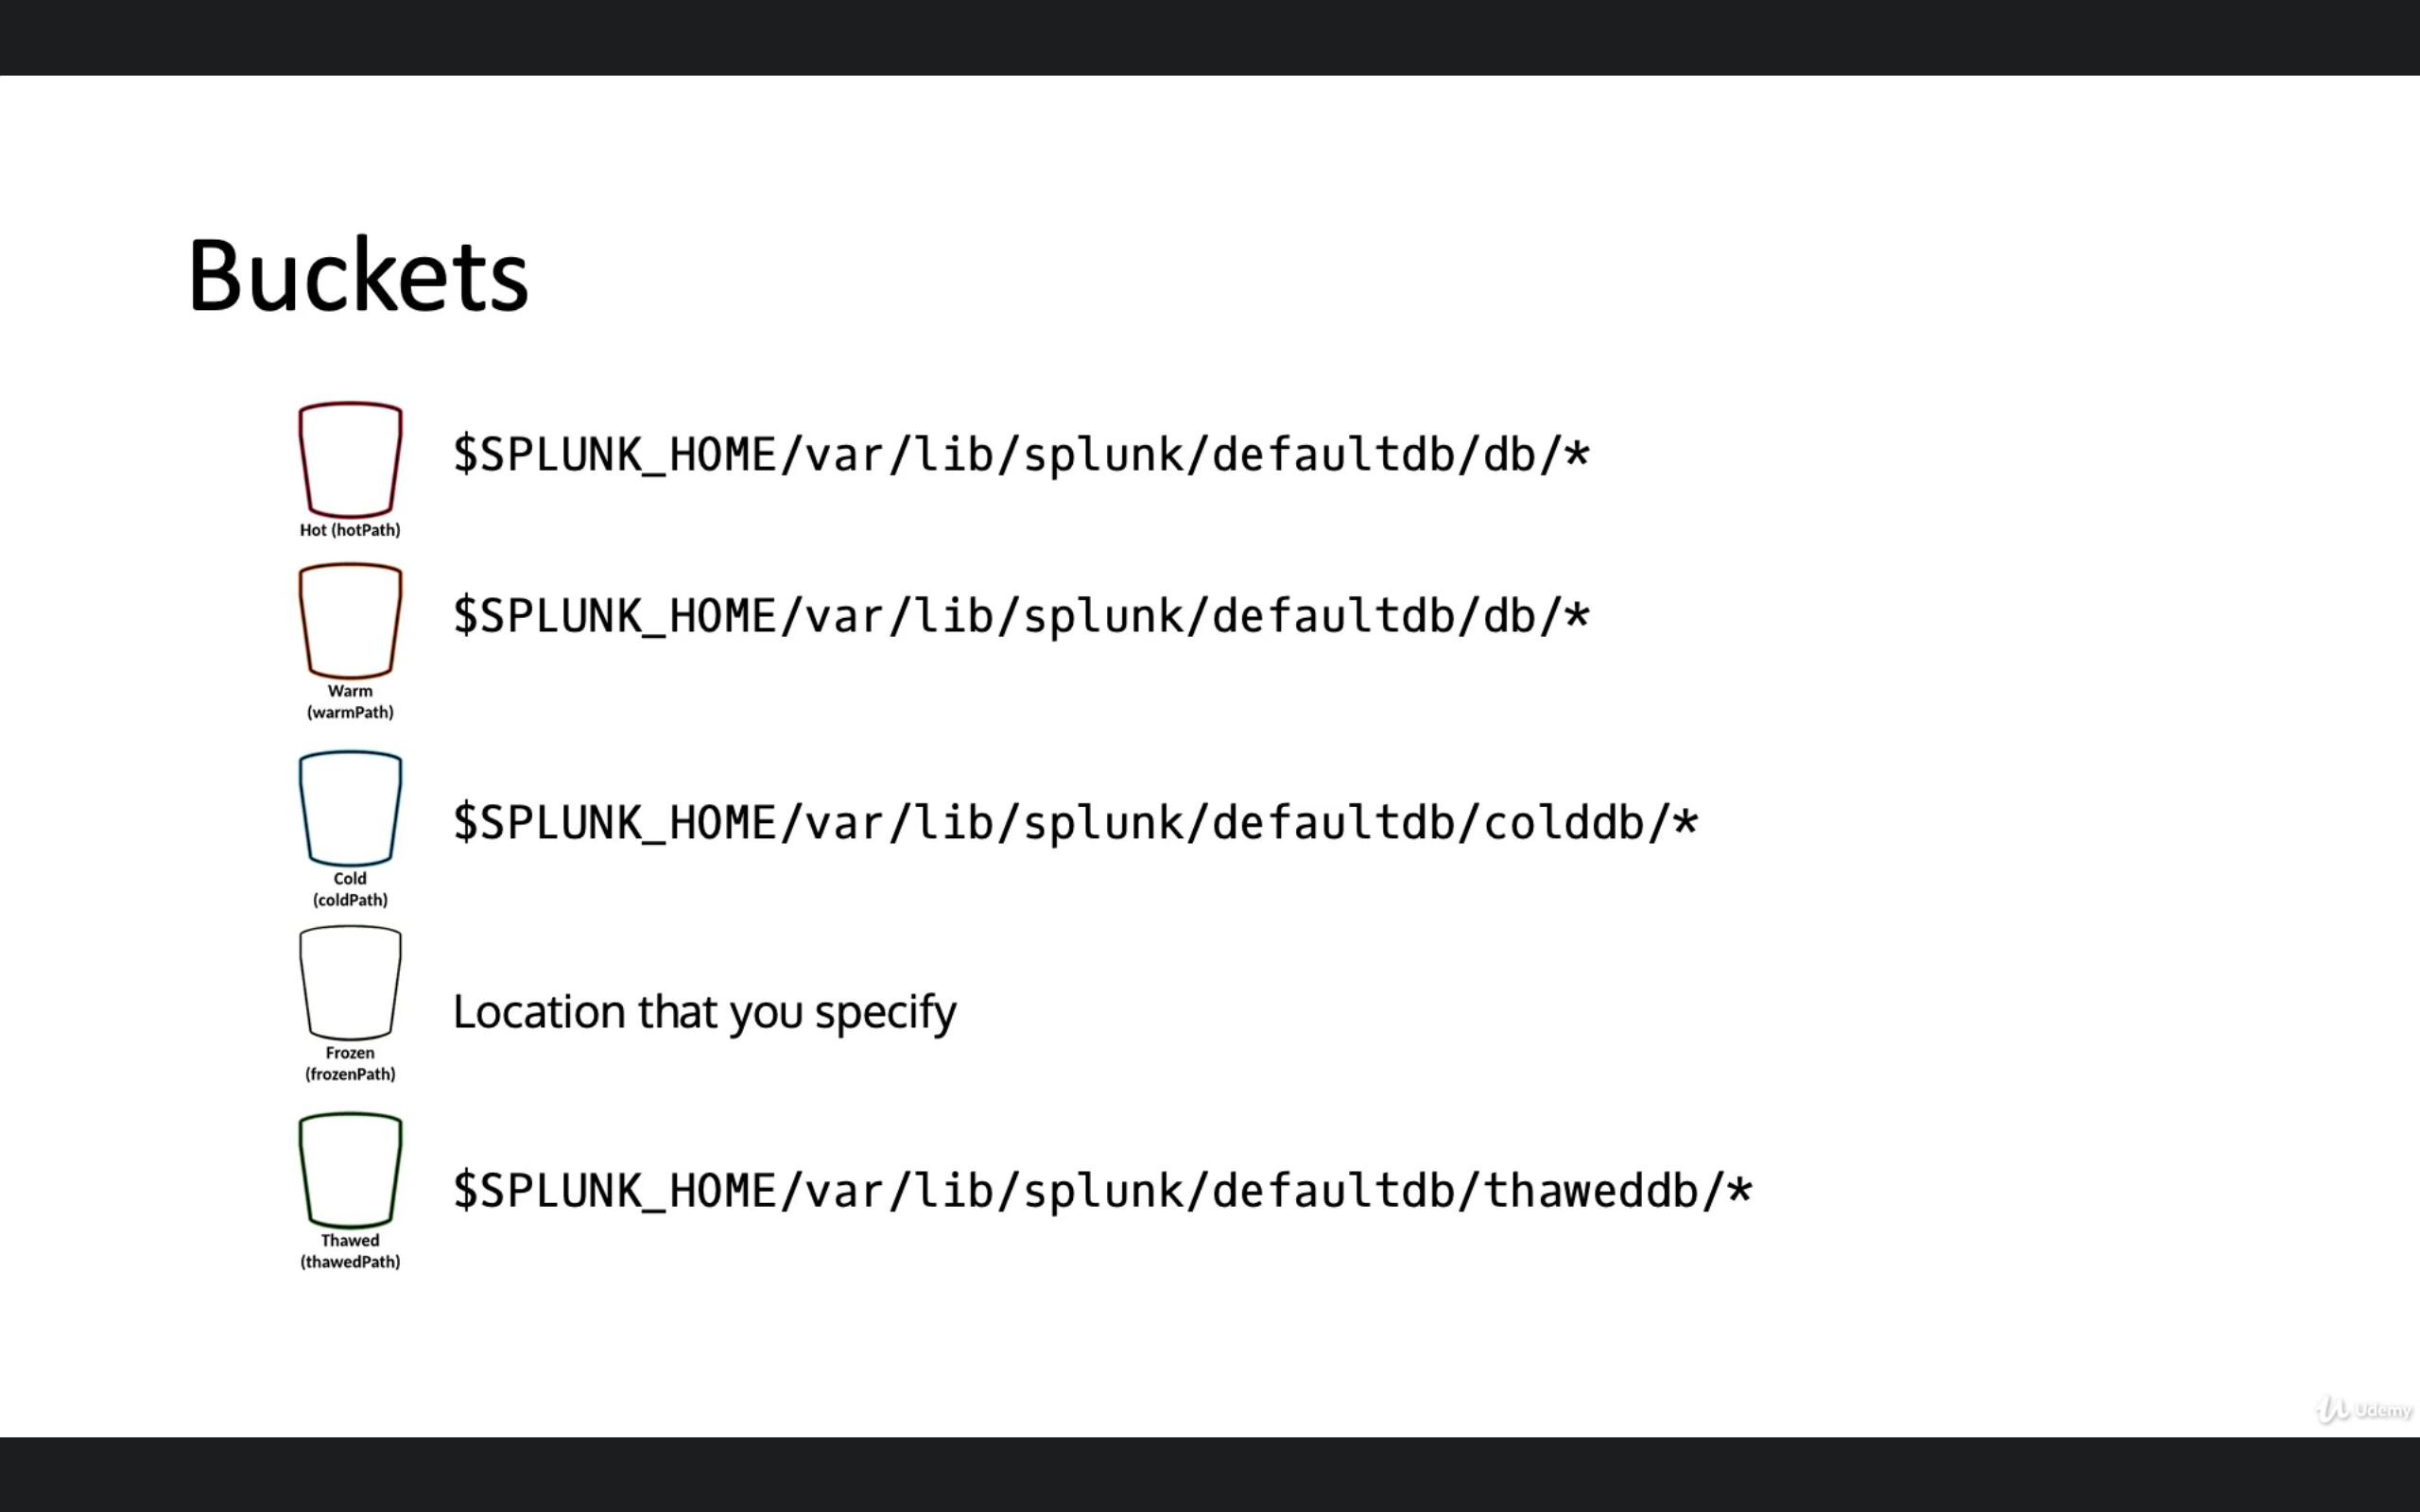 Buckets
$SPLUNK_HOME/var/lib/splunk/defaultdb/db/*
Hot (hotPath)
$SPLUNK_HOME/var/lib/splunk/defaultdb/db/*
Warm
(warmPath)
$SPLUNK_HOME/var/lib/splunk/defaultdb/colddb/*
Cold
(coldPath)
Location that you specify
Frozen
(frozenPath)
$SPLUNK_HOME/var/lib/splunk/defaultdb/thaweddb/*
Thawed
(thawedPath)
Udemy